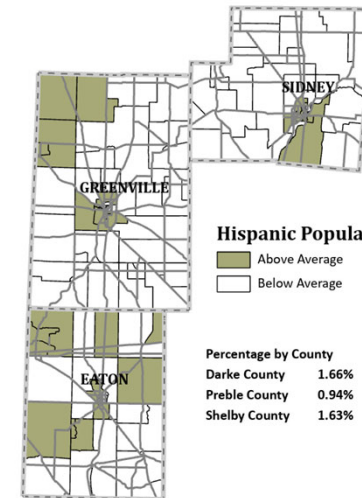 SIDNEY
GREENVILLE
Hispanic Popula
Above Average
Below Average
Percentage by County
Darke County 1.66%
Preble County 0.94%
Shelby County 1.63%
EATON